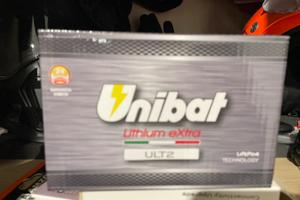 Unibat
Lithium eXtra
ULT2
LiFePo4
TECHNOLOGY